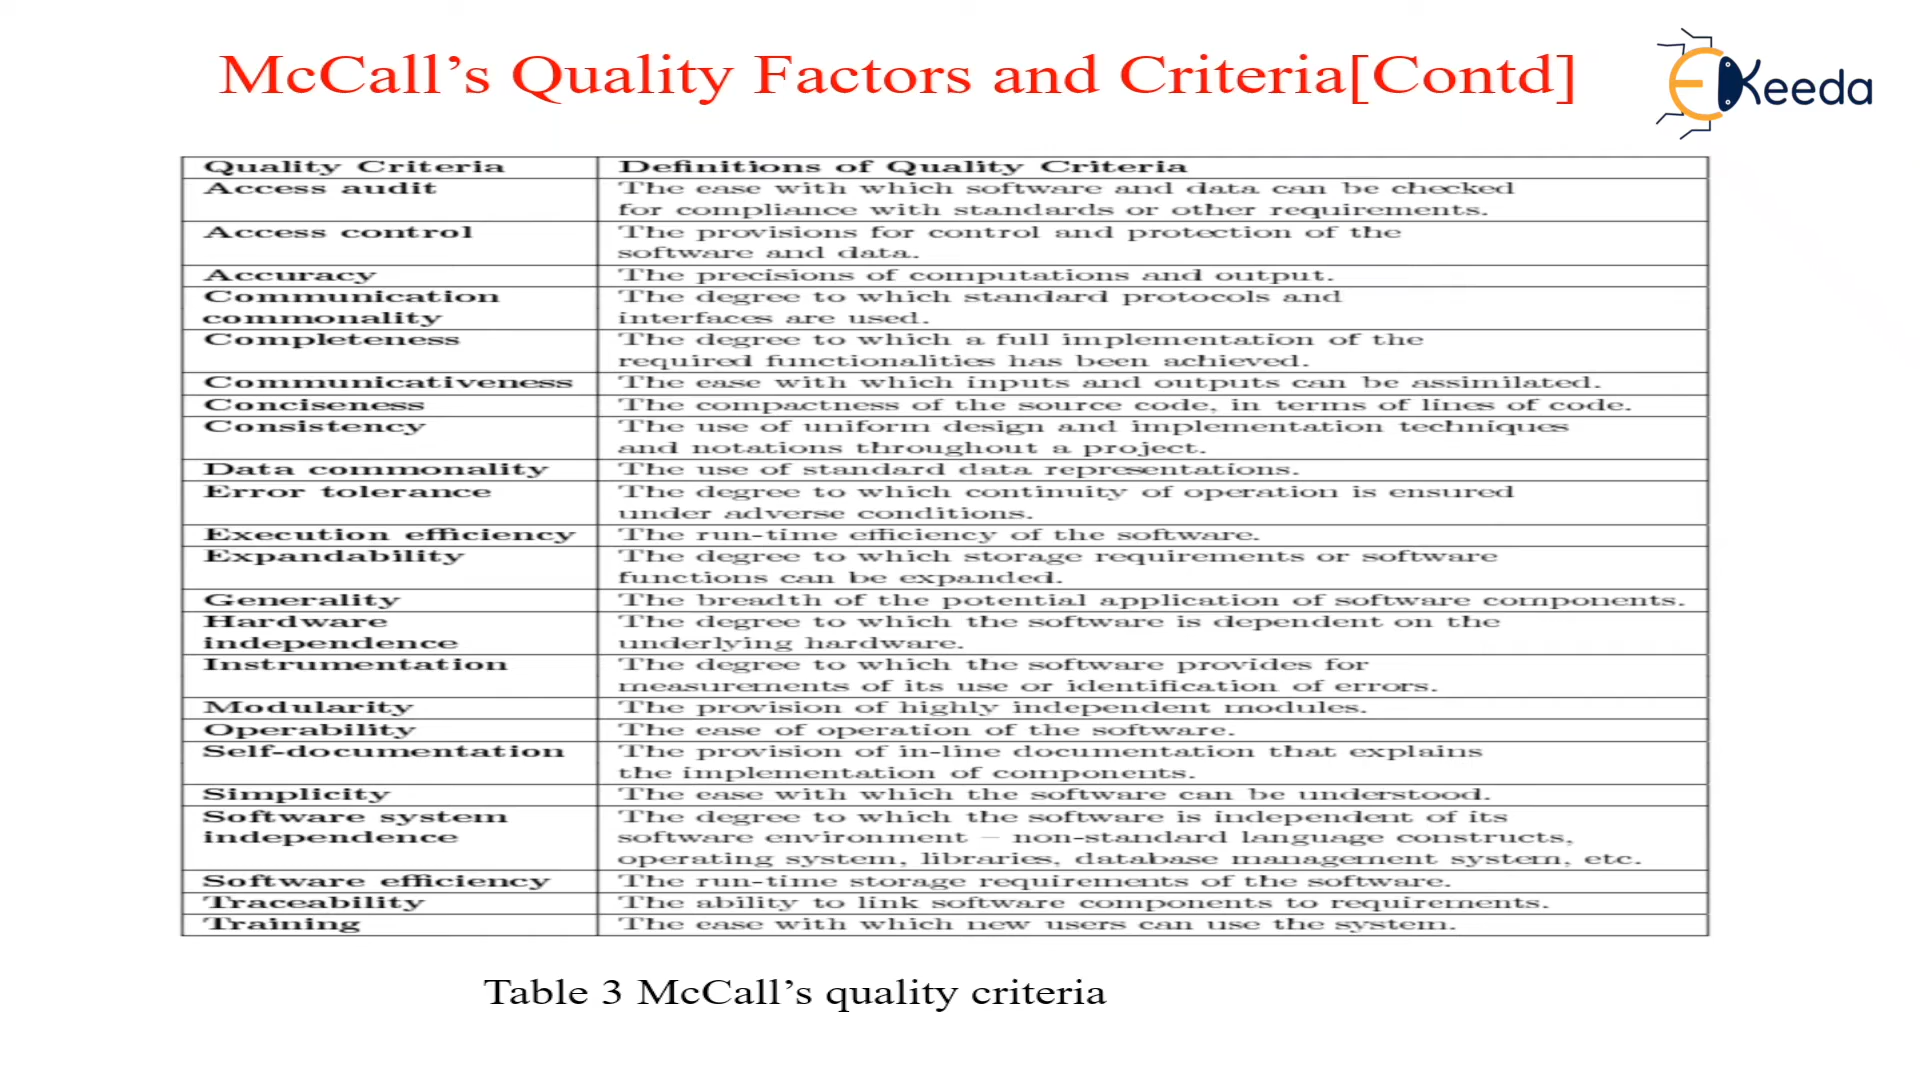 McCall’s Quality Factors and Criteria[Contd]
EKeeda
Quality Criteria
Definitions of Quality Criteria
Access audit
The ease with which software and data can be checked
for compliance with standards or other requirements.
Access control
The provisions for control and protection of the
software and data.
Accuracy
The precisions of computations and output.
Communication
commonality
The degree to which standard protocols and
interfaces are used.
Completeness
The degree to which a full implementation of the
required functionalities has been achieved.
Communicativeness
The ease with which inputs and outputs can be assimilated.
Conciseness
The compactness of the source code, in terms of lines of code.
Consistency
The use of uniform design and implementation techniques
and notations throughout a project.
Data commonality
The use of standard data representations.
Error tolerance
The degree to which continuity of operation is ensured
under adverse conditions.
Execution efficiency
The run-time efficiency of the software.
Expandability
The degree to which storage requirements or software
functions can be expanded.
Generality
The breadth of the potential application of software components.
Hardware
independence
The degree to which the software is dependent on the
underlying hardware.
Instrumentation
The degree to which the software provides for
measurements of its use or identification of errors.
Modularity
The provision of highly independent modules.
Operability
The ease of operation of the software.
Self-documentation
The provision of in-line documentation that explains
the implementation of components.
Simplicity
The ease with which the software can be understood.
Software system
independence
The degree to which the software is independent of its
software environment – non-standard language constructs,
operating system, libraries, database management system, etc.
Software efficiency
The run-time storage requirements of the software.
Traceability
The ability to link software components to requirements.
Training
The ease with which new users can use the system.
Table 3 McCall’s quality criteria